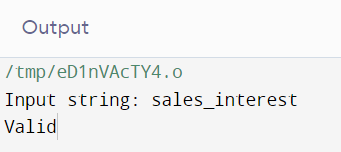 Output
/tmp/eD1nVAcTY4.o
Input string: sales_interest
Valid